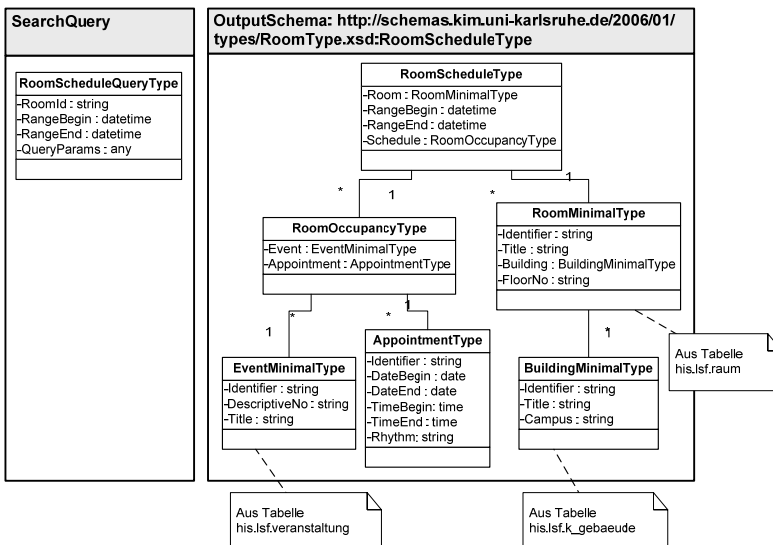 SearchQuery
RoomScheduleQueryType
-RoomId : string
-RangeBegin : datetime
-RangeEnd : datetime
-QueryParams : any
OutputSchema: http://schemas.kim.uni-karlsruhe.de/2006/01/
types/RoomType.xsd:RoomScheduleType
RoomScheduleType
-Room : RoomMinimalType
-RangeBegin : datetime
-RangeEnd : datetime
-Schedule : RoomOccupancyType
* 1
* 1
RoomOccupancyType
-Event : EventMinimalType
-Appointment : AppointmentType
RoomMinimalType
-Identifier : string
-Title : string
-Building : BuildingMinimalType
-FloorNo : string
1 *
* 1
* 1
EventMinimalType
-Identifier : string
-DescriptiveNo : string
-Title : string
AppointmentType
-Identifier : string
-DateBegin : date
-DateEnd : date
-TimeBegin: time
-TimeEnd : time
-Rhythm: string
BuildingMinimalType
-Identifier : string
-Title : string
-Campus : string
Aus Tabelle
his.lsf.raum
Aus Tabelle
his.lsf.veranstaltung
Aus Tabelle
his.lsf.k_gebaeude